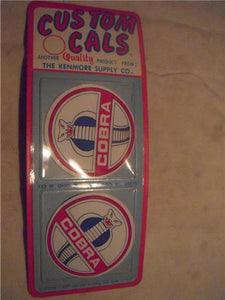 CUSTOM
CALS
ANOTHER Quality PRODUCT FROM:
THE KENMORE SUPPLY CO.
COBRA
COBRA